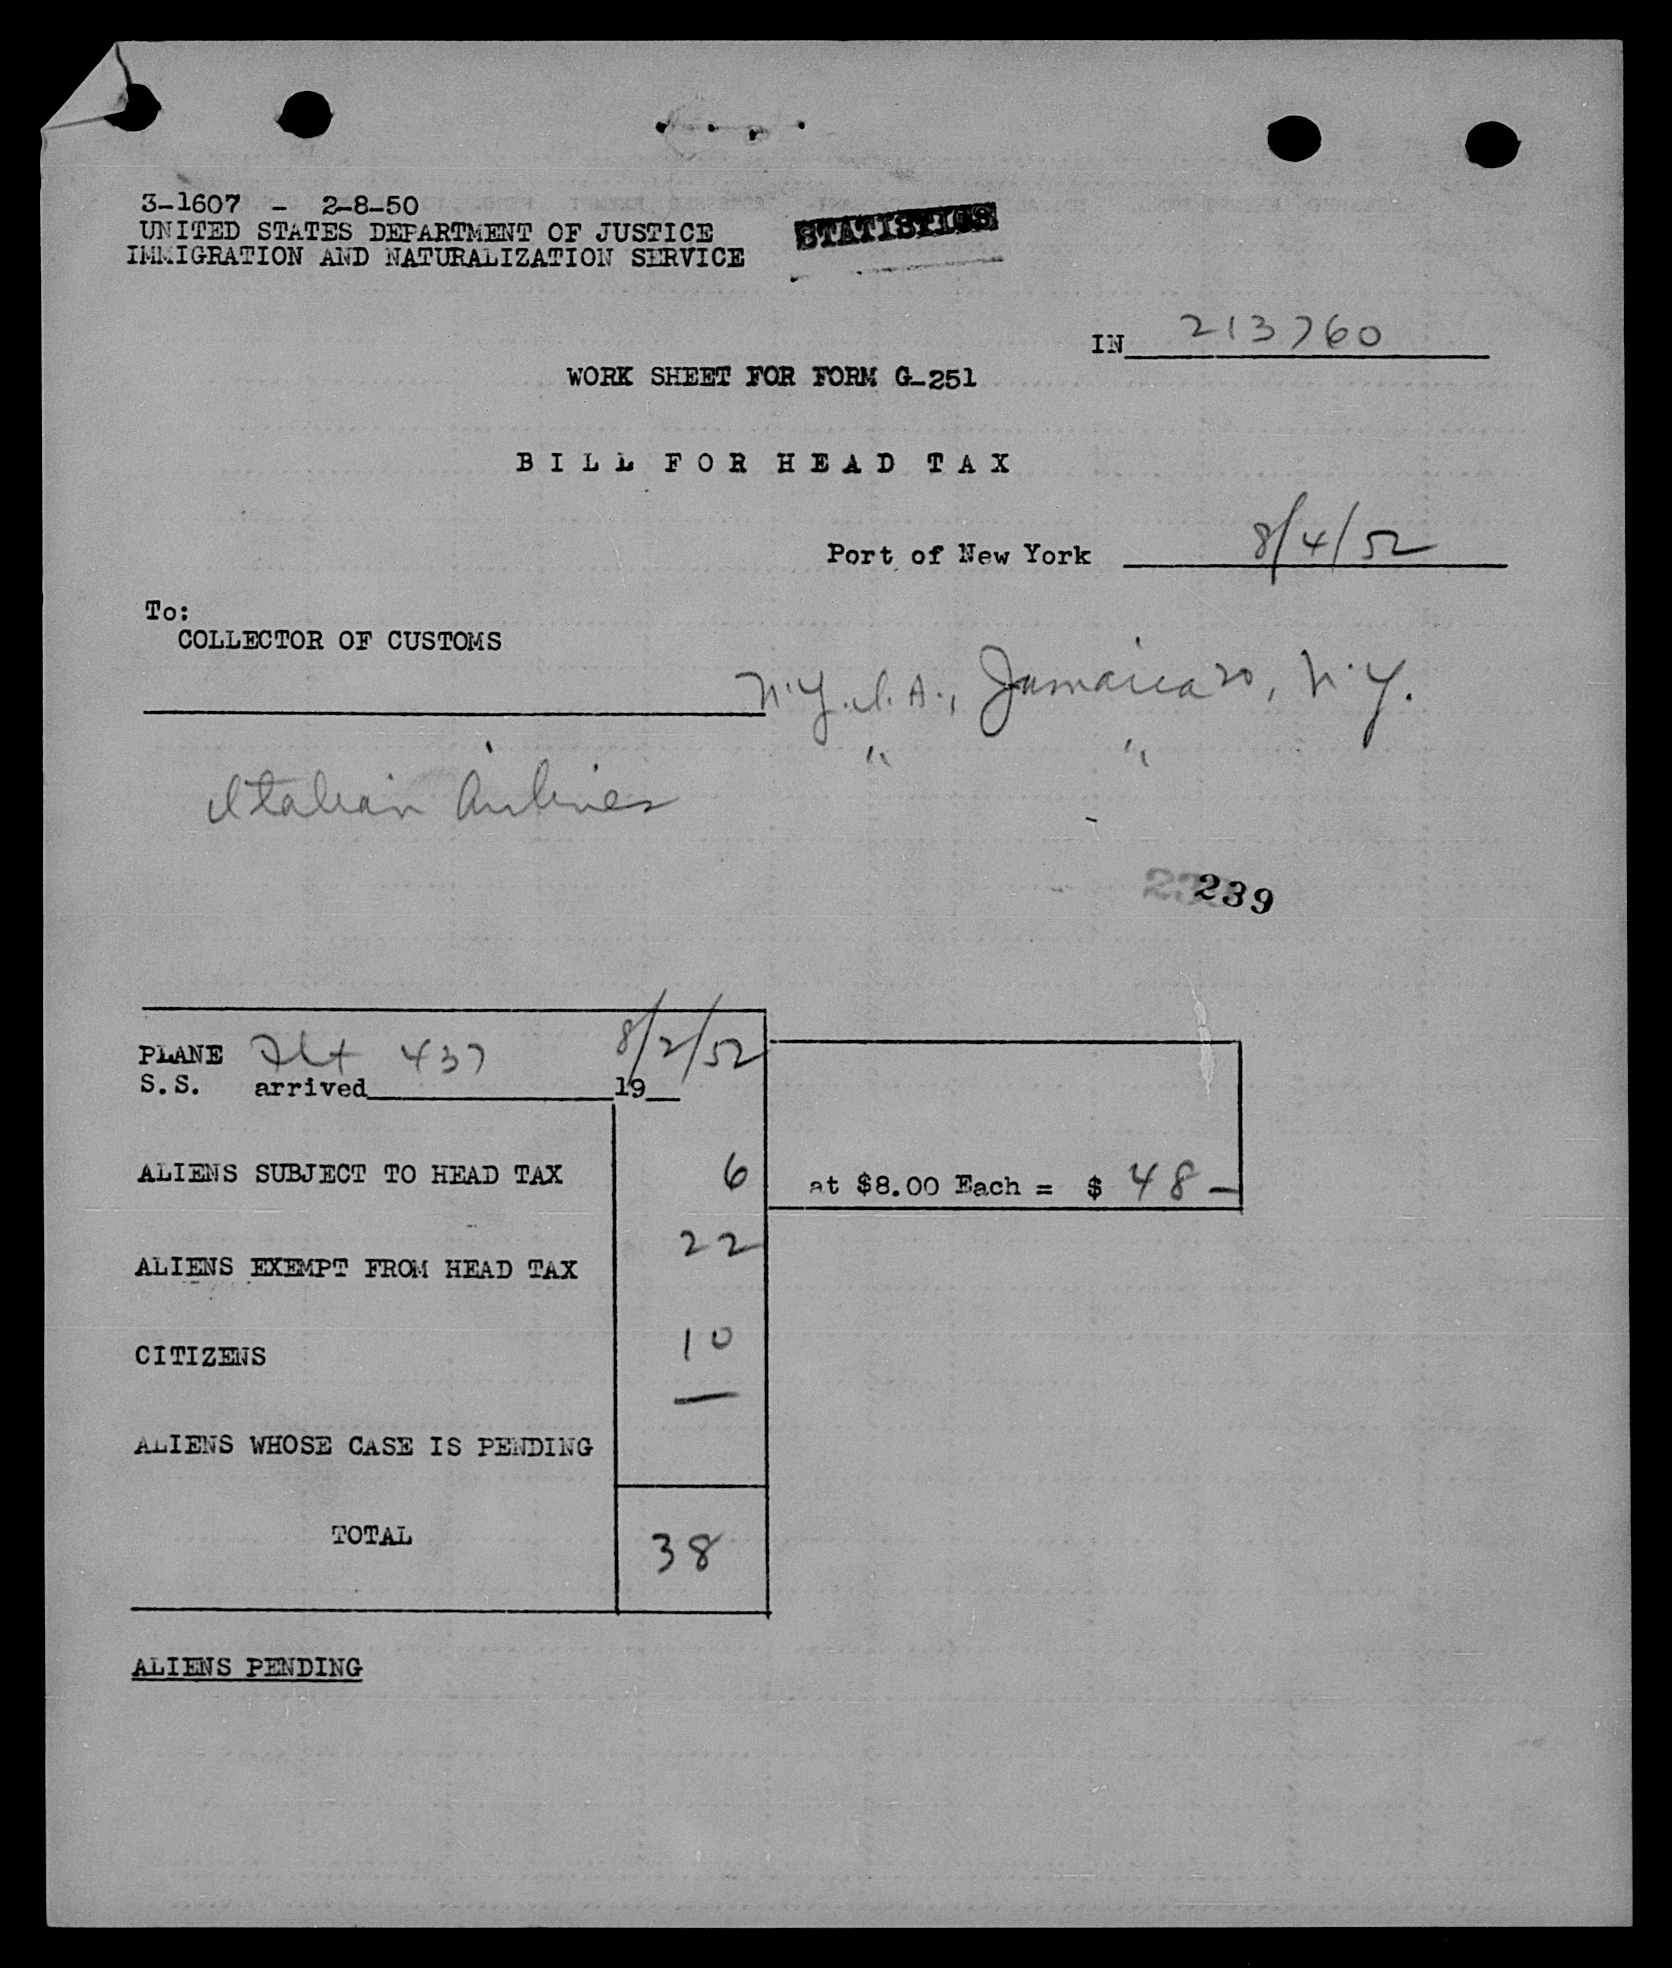 3-1607 - 2-8-50
UNITED STATES DEPARTMENT OF JUSTICE
IMMIGRATION AND NATURALIZATION SERVICE
STATISTICS
IN 213760
WORK SHEET FOR FORM G-251
BILL FOR HEAD TAX
Port of New York 8/4/52
To:
COLLECTOR OF CUSTOMS
N.Y.I.A., Jamaica 20, N.Y.
" "
Italian Airlines
239
PLANE Flt 437 8/2/52
S.S. arrived 19
ALIENS SUBJECT TO HEAD TAX 6 at $8.00 Each = $ 48 –
ALIENS EXEMPT FROM HEAD TAX 22
CITIZENS 10
ALIENS WHOSE CASE IS PENDING —
TOTAL 38
ALIENS PENDING